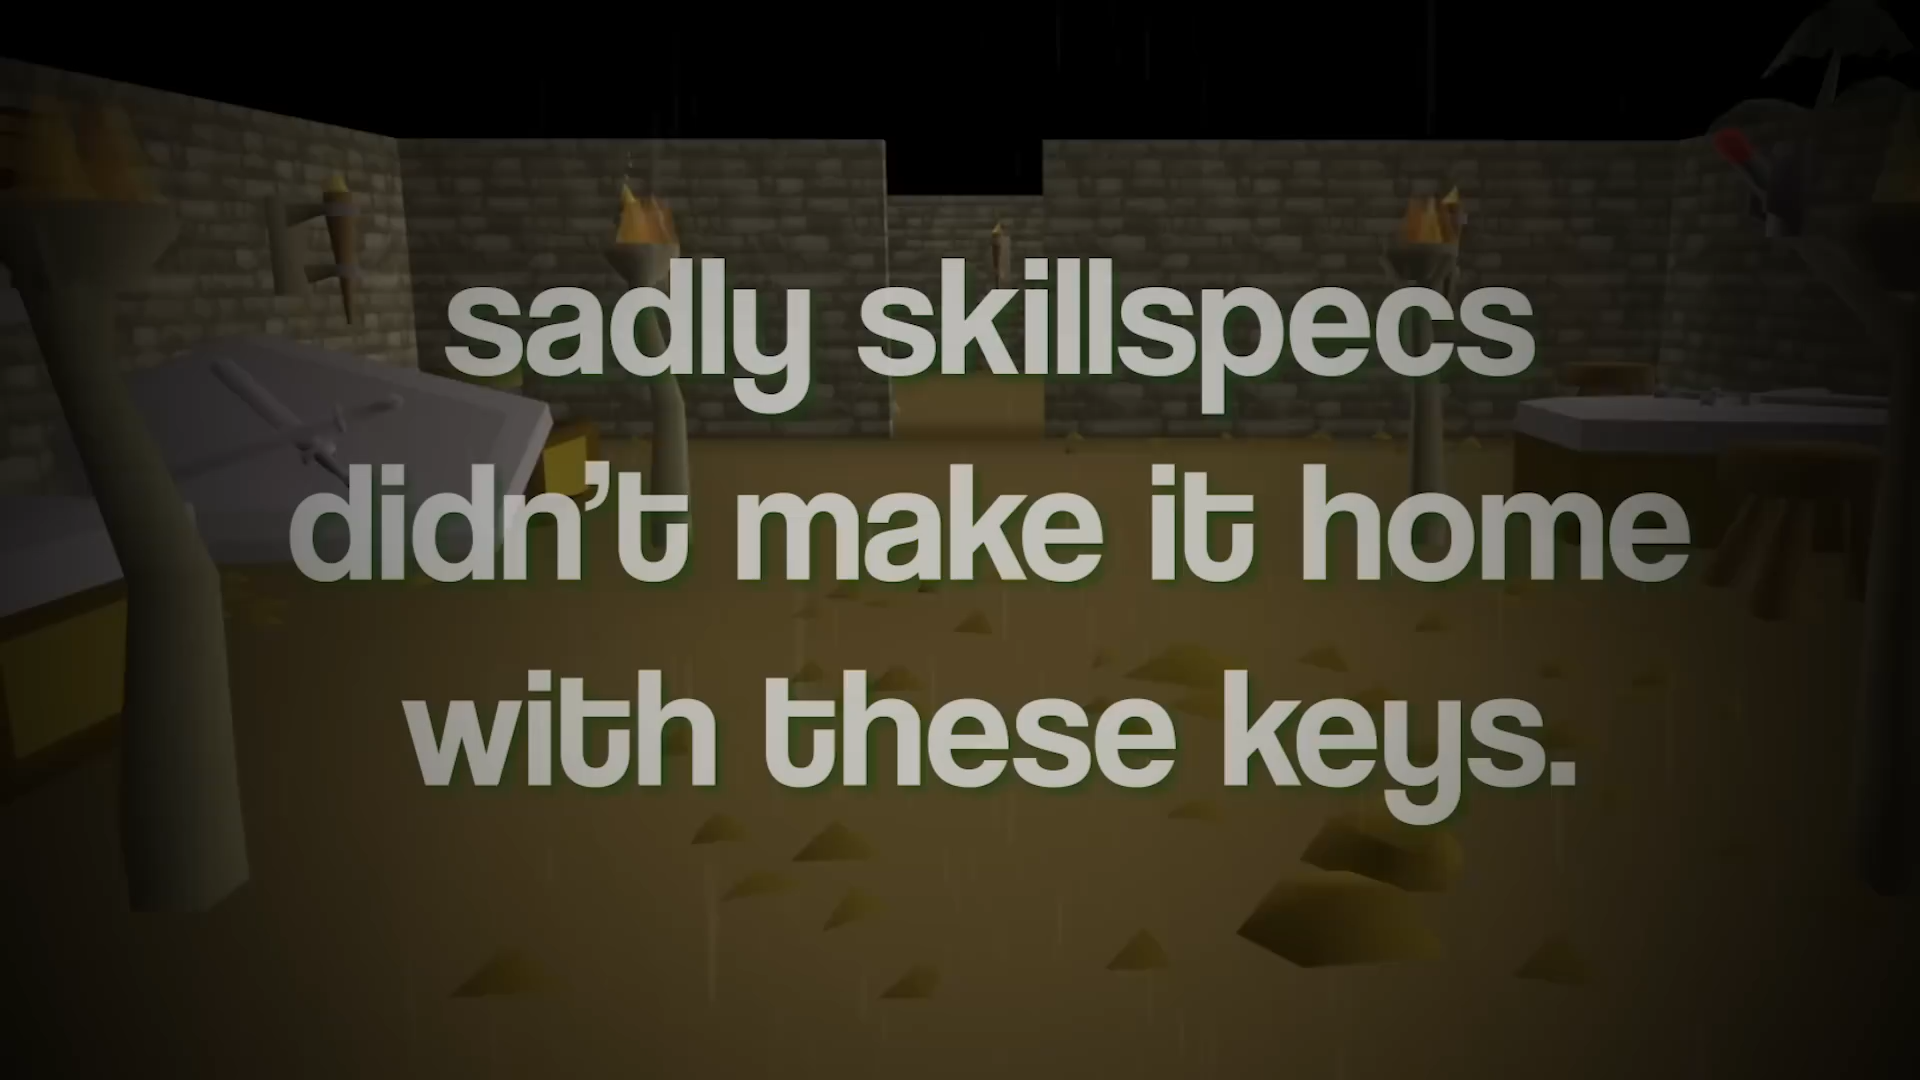 sadly skillspecs
didn't make it home
with these keys.